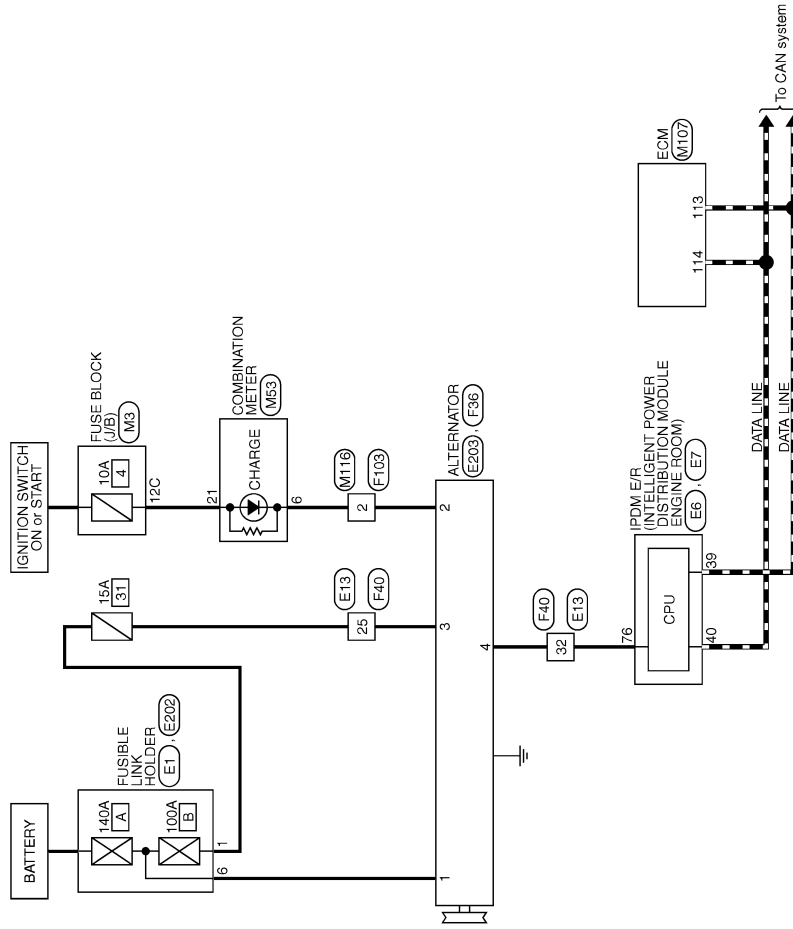 BATTERY
IGNITION SWITCH
ON or START
FUSIBLE
LINK
HOLDER
E1 , E202
140A
A
100A
B
6
1
15A
31
FUSE BLOCK
(J/B)
M3
10A
4
12C
COMBINATION
METER
M53
21
CHARGE
6
E13
25
F40
M116
2
F103
ALTERNATOR
E203 , F36
1
3
2
4
F40
32
E13
IPDM E/R
(INTELLIGENT POWER
DISTRIBUTION MODULE
ENGINE ROOM)
E6 , E7
76
CPU
40
39
ECM
M107
114
113
DATA LINE
DATA LINE
To CAN system